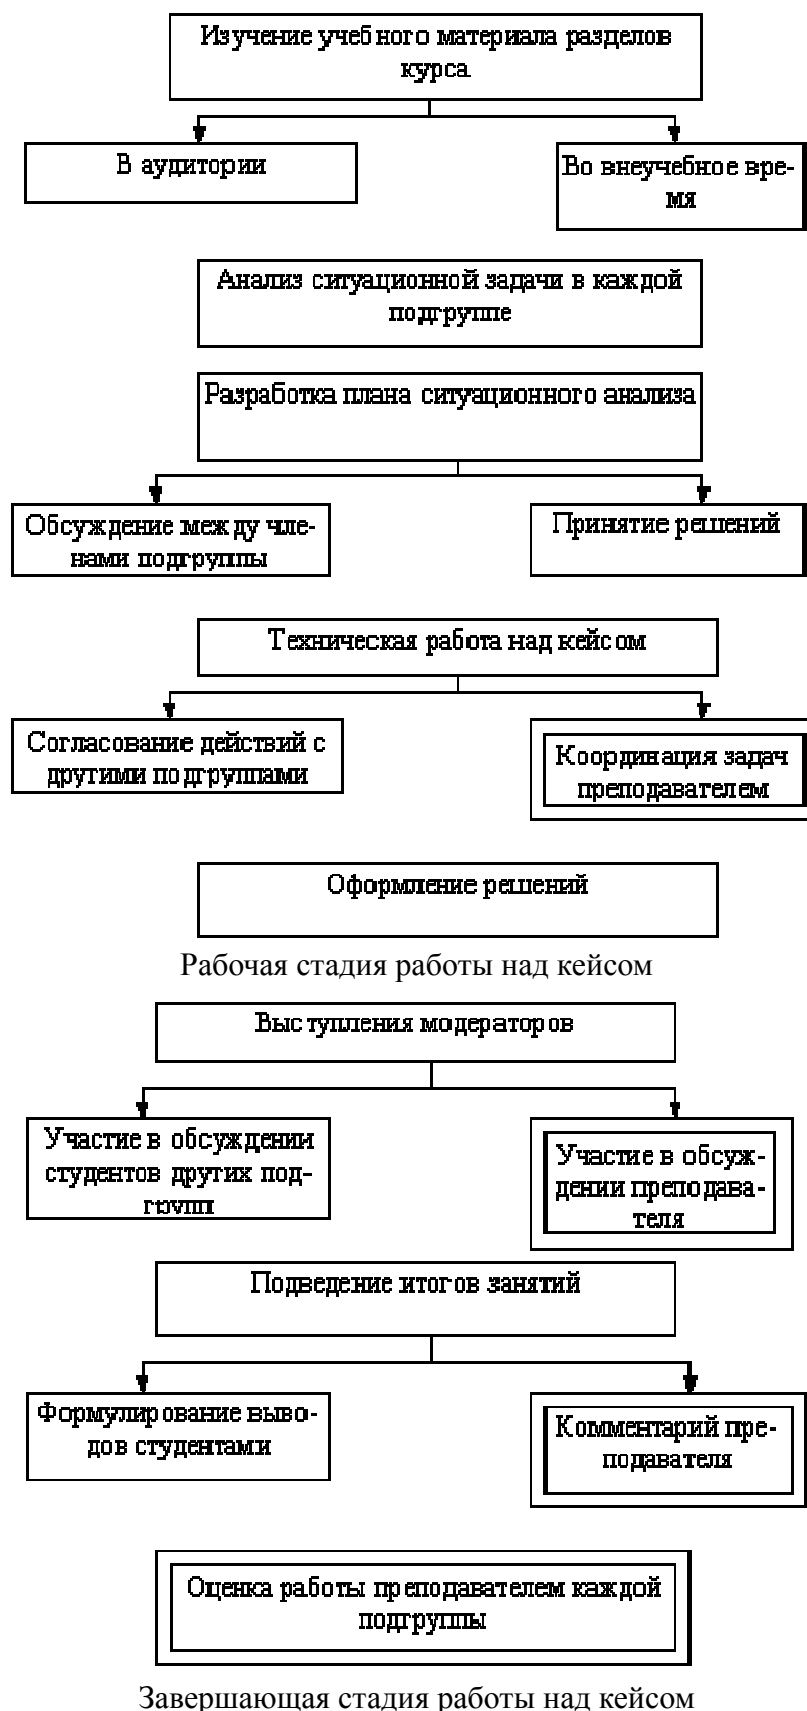 Изучение учебного материала разделов
курса
В аудитории
Во внеучебное вре-
мя
Анализ ситуационной задачи в каждой
подгруппе
Разработка плана ситуационного анализа
Обсуждение между чле-
нами подгруппы
Принятие решений
Техническая работа над кейсом
Согласование действий с
другими подгруппами
Координация задач
преподавателем
Оформление решений
Рабочая стадия работы над кейсом
Выступления модераторов
Участие в обсуждении
студентов других под-
групп
Участие в обсуж-
дении преподава-
теля
Подведение итогов занятий
Формулирование выво-
дов студентами
Комментарий пре-
подавателя
Оценка работы преподавателем каждой
подгруппы
Завершающая стадия работы над кейсом